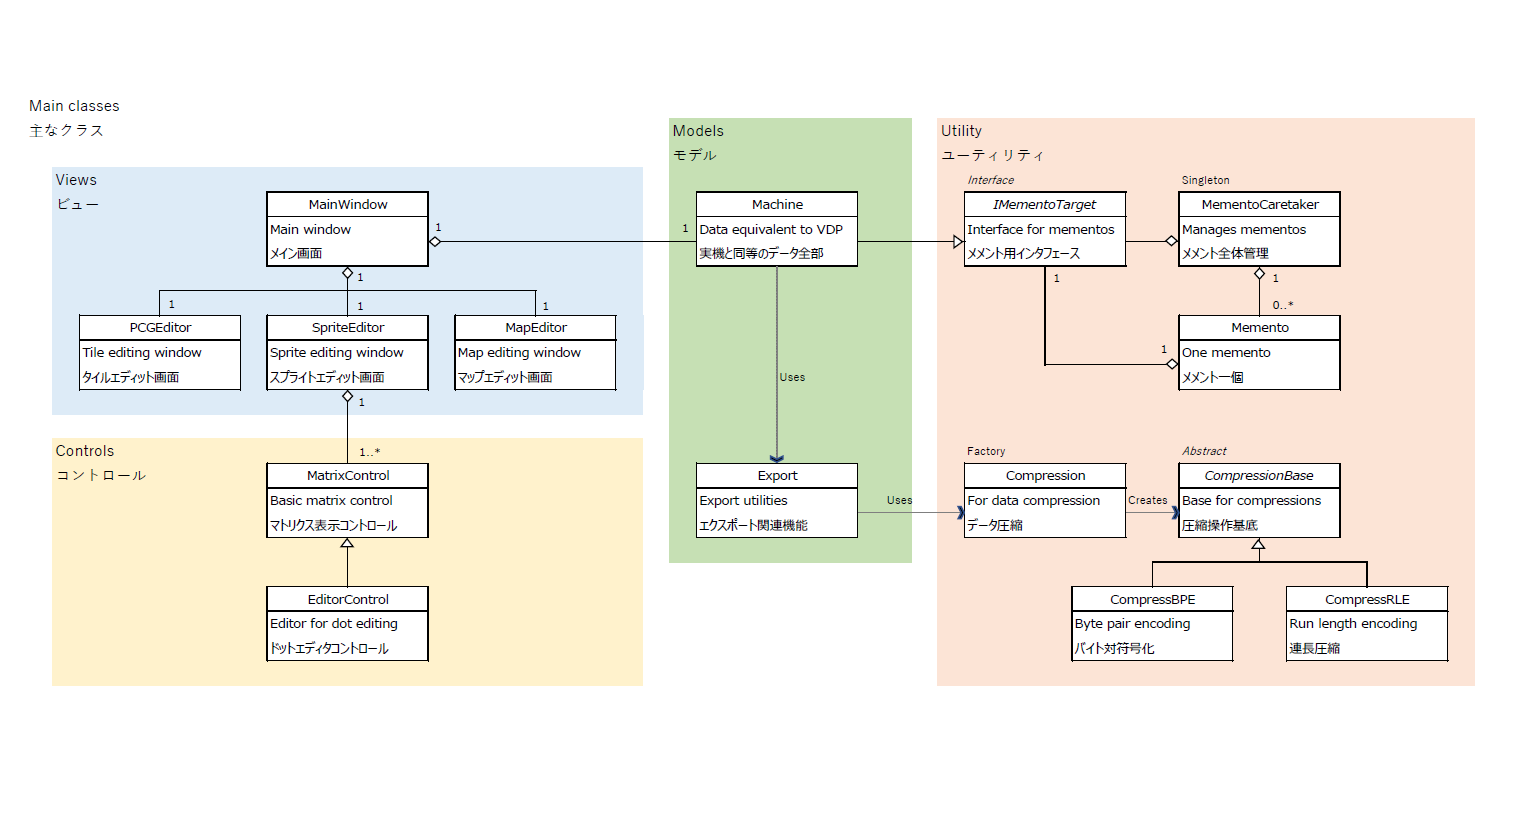 Main classes
主なクラス
Views
ビュー
MainWindow
Main window
メイン画面
1
1
1
1
1
PCGEditor
Tile editing window
タイルエディット画面
SpriteEditor
Sprite editing window
スプライトエディット画面
MapEditor
Map editing window
マップエディット画面
1
Controls
コントロール
1..*
MatrixControl
Basic matrix control
マトリクス表示コントロール
EditorControl
Editor for dot editing
ドットエディタコントロール
Models
モデル
1
Machine
Data equivalent to VDP
実機と同等のデータ全部
Uses
Export
Export utilities
エクスポート関連機能
Uses
Utility
ユーティリティ
Interface
IMementoTarget
Interface for mementos
メメント用インタフェース
1
Singleton
MementoCaretaker
Manages mementos
メメント全体管理
1
0..*
1
Memento
One memento
メメント一個
Factory
Compression
For data compression
データ圧縮
Creates
Abstract
CompressionBase
Base for compressions
圧縮操作基底
CompressBPE
Byte pair encoding
バイト対符号化
CompressRLE
Run length encoding
連長圧縮